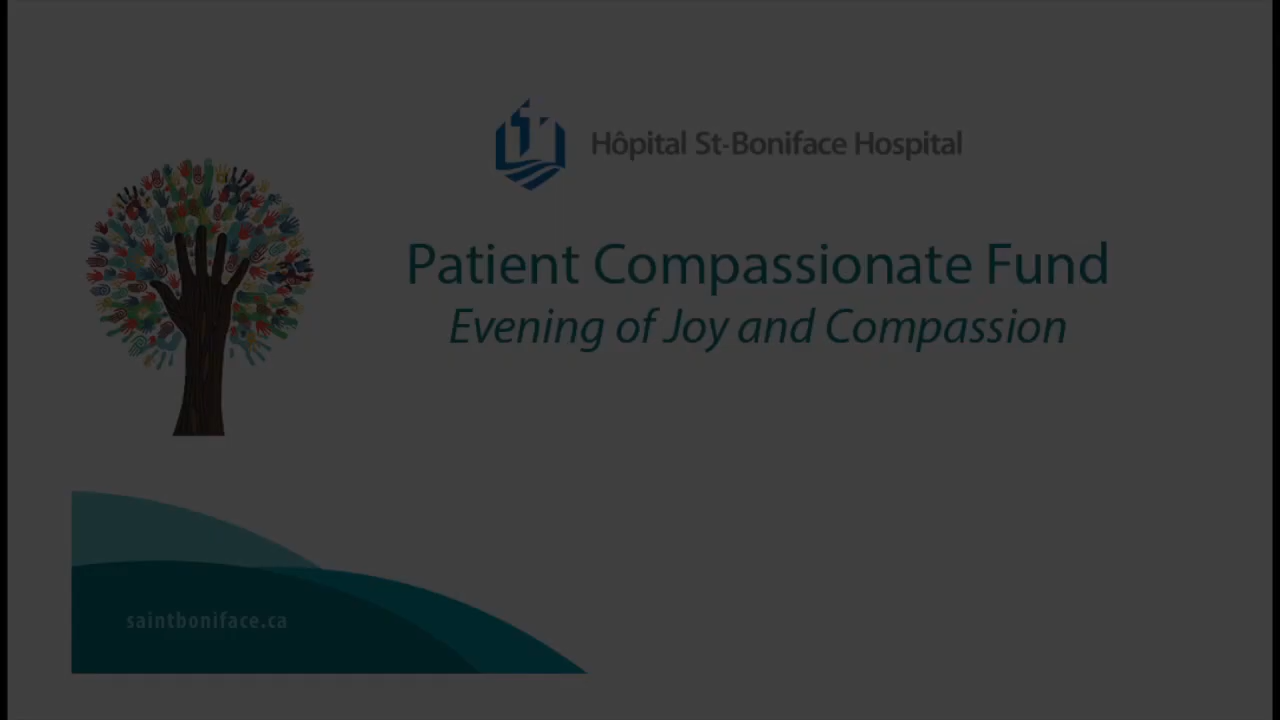 Hôpital St-Boniface Hospital
Patient Compassionate Fund
Evening of Joy and Compassion
saintboniface.ca